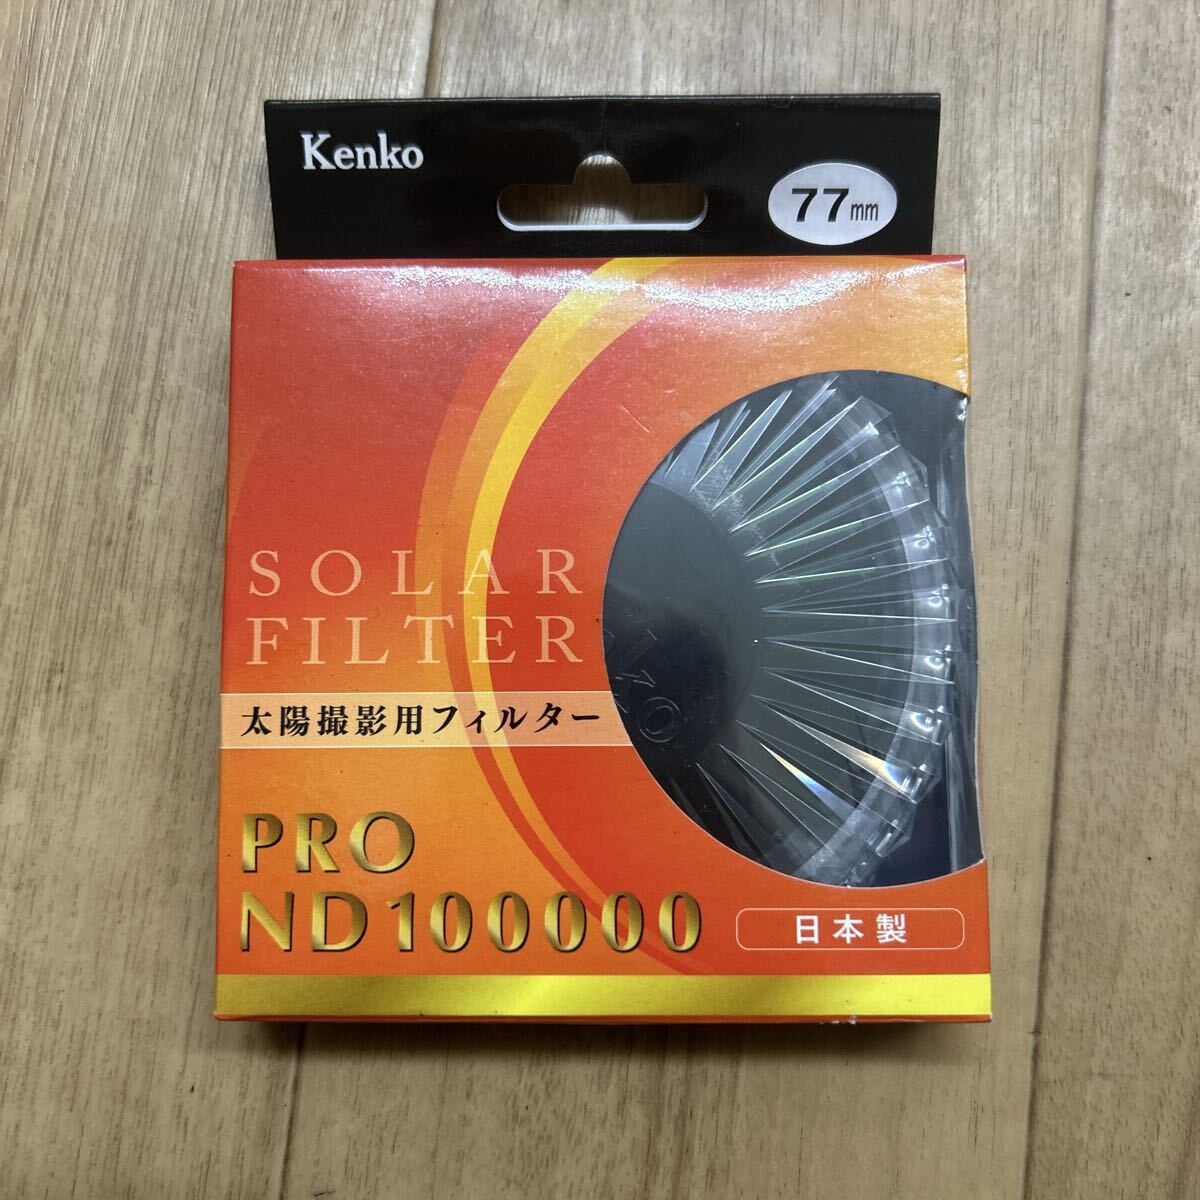 Kenko
77mm
SOLAR
FILTER
太陽撮影用フィルター
PRO
ND100000
日本製